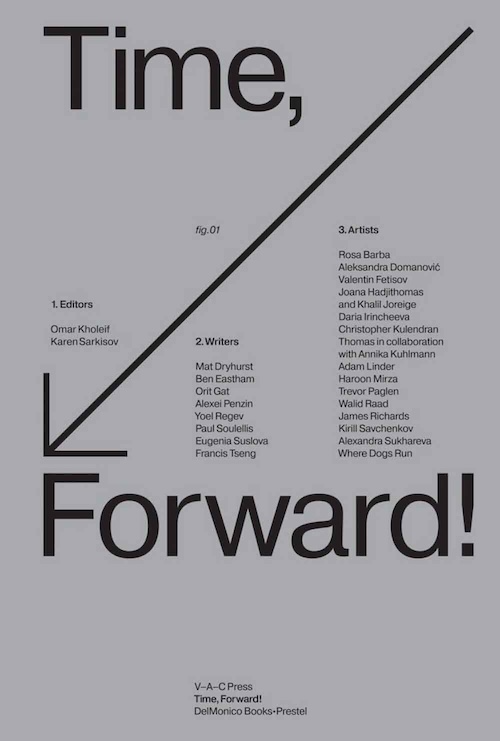 Time,
fig.01
3. Artists
Rosa Barba
Aleksandra Domanović
Valentin Fetisov
Joana Hadjithomas
and Khalil Joreige
Daria Irincheeva
Christopher Kulendran
Thomas in collaboration
with Annika Kuhlmann
Adam Linder
Haroon Mirza
Trevor Paglen
Walid Raad
James Richards
Kirill Savchenkov
Alexandra Sukhareva
Where Dogs Run
1. Editors
Omar Kholeif
Karen Sarkisov
2. Writers
Mat Dryhurst
Ben Eastham
Orit Gat
Alexei Penzin
Yoel Regev
Paul Soulellis
Eugenia Suslova
Francis Tseng
Forward!
V–A–C Press
Time, Forward!
DelMonico Books•Prestel